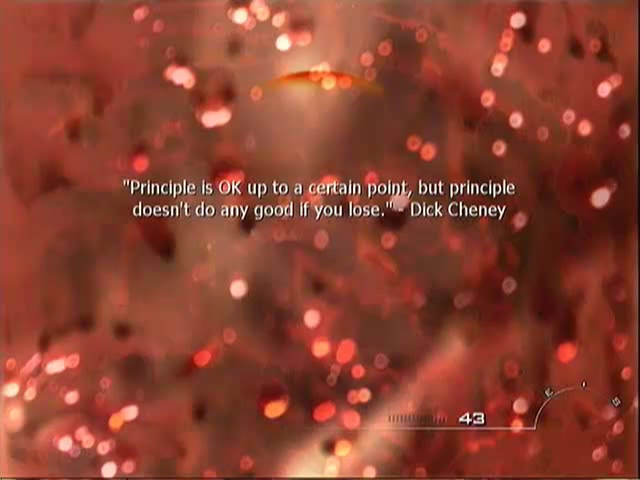 "Principle is OK up to a certain point, but principle
doesn't do any good if you lose." - Dick Cheney
43
E
S